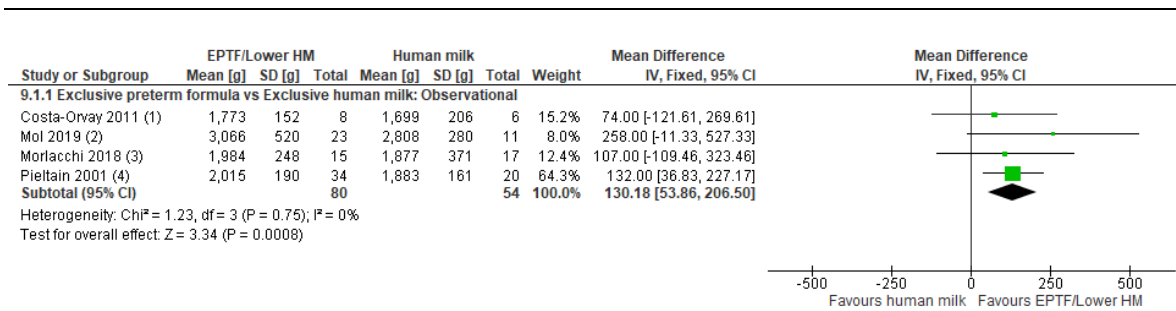 EPTF/Lower HM Human milk Mean Difference Mean Difference
Study or Subgroup Mean [g] SD [g] Total Mean [g] SD [g] Total Weight IV, Fixed, 95% CI IV, Fixed, 95% CI
9.1.1 Exclusive preterm formula vs Exclusive human milk: Observational
Costa-Orvay 2011 (1) 1,773 152 8 1,699 206 6 15.2% 74.00 [-121.61, 269.61]
Mol 2019 (2) 3,066 520 23 2,808 280 11 8.0% 258.00 [-11.33, 527.33]
Morlacchi 2018 (3) 1,984 248 15 1,877 371 17 12.4% 107.00 [-109.46, 323.46]
Pieltain 2001 (4) 2,015 190 34 1,883 161 20 64.3% 132.00 [36.83, 227.17]
Subtotal (95% CI) 80 54 100.0% 130.18 [53.86, 206.50]
Heterogeneity: Chi² = 1.23, df = 3 (P = 0.75); I² = 0%
Test for overall effect: Z = 3.34 (P = 0.0008)
-500 -250 0 250 500
Favours human milk Favours EPTF/Lower HM